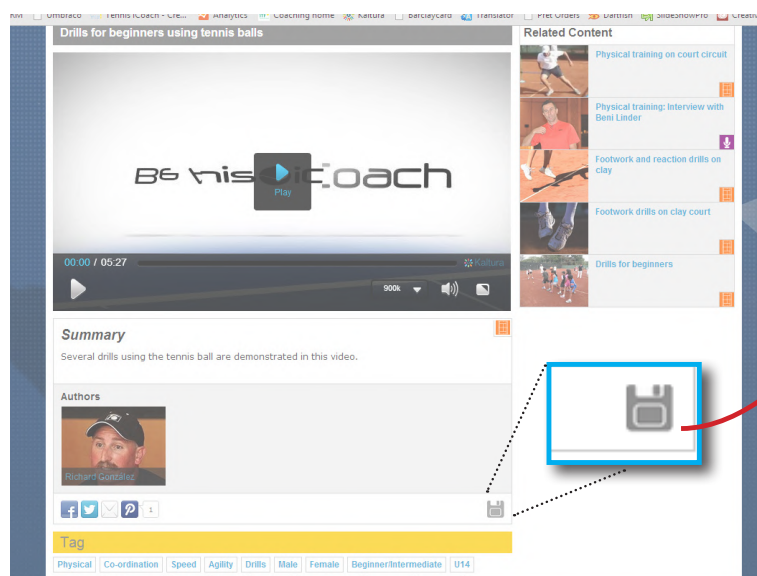 Umbraco
Tennis iCoach - Cre...
Analytics
Coaching home
Kaltura
Barclaycard
Translator
Pret Orders
Dartfish
SlideShowPro
Creativ
Drills for beginners using tennis balls
Play
00:00 / 05:27
Kaltura
900k
Summary
Several drills using the tennis ball are demonstrated in this video.
Authors
Richard Gonzalez
1
Tag
Physical
Co-ordination
Speed
Agility
Drills
Male
Female
Beginner/Intermediate
U14
Related Content
Physical training on court circuit
Physical training: Interview with
Beni Linder
Footwork and reaction drills on
clay
Footwork drills on clay court
Drills for beginners